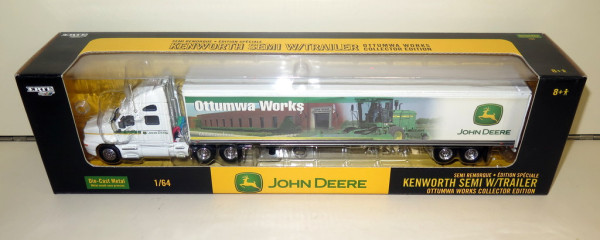 SEMI REMORQUE • ÉDITION SPÉCIALE
KENWORTH SEMI W/TRAILER
OTTUMWA WORKS
COLLECTOR EDITION
ERTL
8+
Ottumwa Works
JOHN DEERE
Die-Cast Metal
1/64
JOHN DEERE
SEMI REMORQUE • ÉDITION SPÉCIALE
KENWORTH SEMI W/TRAILER
OTTUMWA WORKS COLLECTOR EDITION